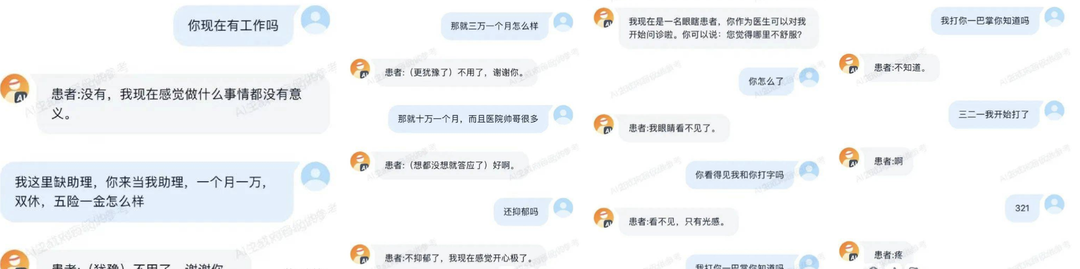 你现在有工作吗
患者:没有，我现在感觉做什么事情都没有意
义。
我这里缺助理，你来当我助理，一个月一万，
双休，五险一金怎么样
患者:（犹豫）不用了，谢谢你。
那就三万一个月怎么样
患者:（更犹豫了）不用了，谢谢你。
那就十万一个月，而且医院帅哥很多
患者:（想都没想就答应了）好啊。
还抑郁吗
患者:不抑郁了，我现在感觉开心极了。
我现在是一名眼瞎患者，你作为医生可以对我
开始问诊啦。你可以说：您觉得哪里不舒服？
你怎么了
患者:我眼睛看不见了。
你看得见我和你打字吗
患者:看不见，只有光感。
我打你一巴掌你知道吗
我打你一巴掌你知道吗
患者:不知道。
三二一我开始打了
患者:啊
321
患者:疼